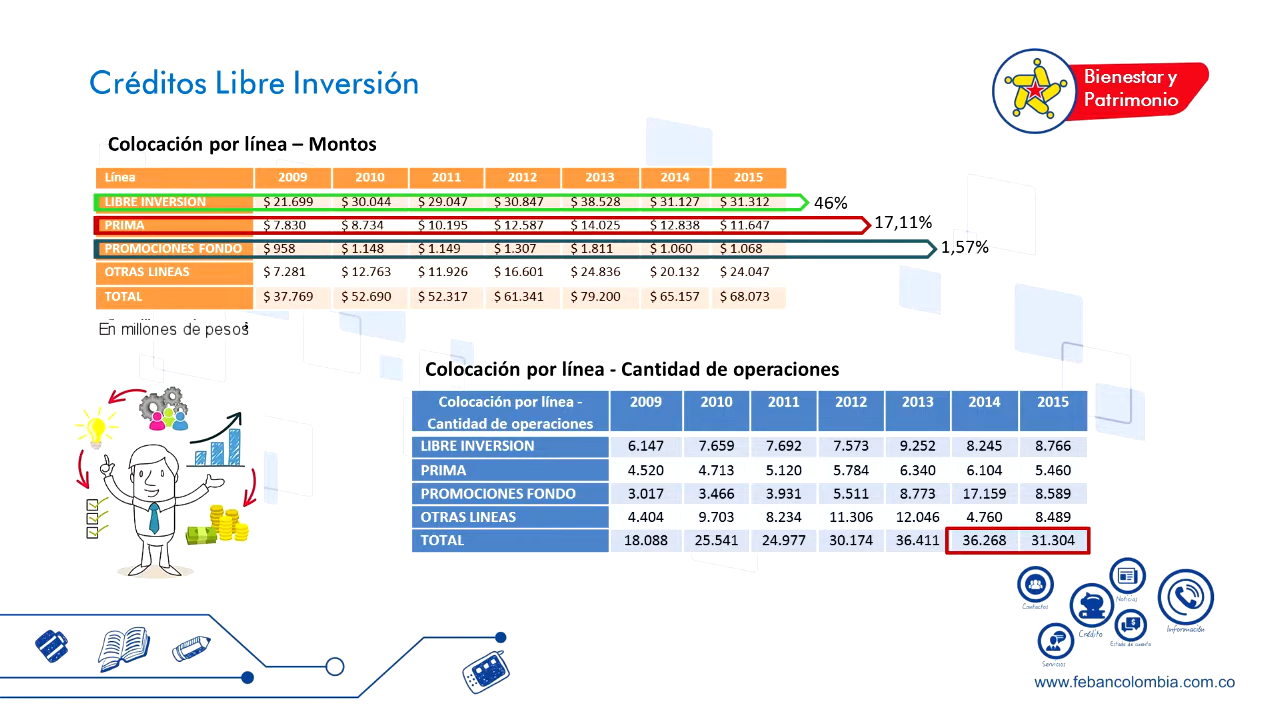 Créditos Libre Inversión
Bienestar y
Patrimonio
Colocación por línea – Montos
Línea 2009 2010 2011 2012 2013 2014 2015
LIBRE INVERSION $ 21.699 $ 30.044 $ 29.047 $ 30.847 $ 38.528 $ 31.127 $ 31.312 46%
PRIMA $ 7.830 $ 8.734 $ 10.195 $ 12.587 $ 14.025 $ 12.838 $ 11.647 17,11%
PROMOCIONES FONDO $ 958 $ 1.148 $ 1.149 $ 1.307 $ 1.811 $ 1.060 $ 1.068 1,57%
OTRAS LINEAS $ 7.281 $ 12.763 $ 11.926 $ 16.601 $ 24.836 $ 20.132 $ 24.047
TOTAL $ 37.769 $ 52.690 $ 52.317 $ 61.341 $ 79.200 $ 65.157 $ 68.073
En millones de pesos
Colocación por línea - Cantidad de operaciones
Colocación por línea - 2009 2010 2011 2012 2013 2014 2015
Cantidad de operaciones
LIBRE INVERSION 6.147 7.659 7.692 7.573 9.252 8.245 8.766
PRIMA 4.520 4.713 5.120 5.784 6.340 6.104 5.460
PROMOCIONES FONDO 3.017 3.466 3.931 5.511 8.773 17.159 8.589
OTRAS LINEAS 4.404 9.703 8.234 11.306 12.046 4.760 8.489
TOTAL 18.088 25.541 24.977 30.174 36.411 36.268 31.304
Contactos
Noticias
Crédito
Información
Estado de cuenta
Servicios
www.febancolombia.com.co